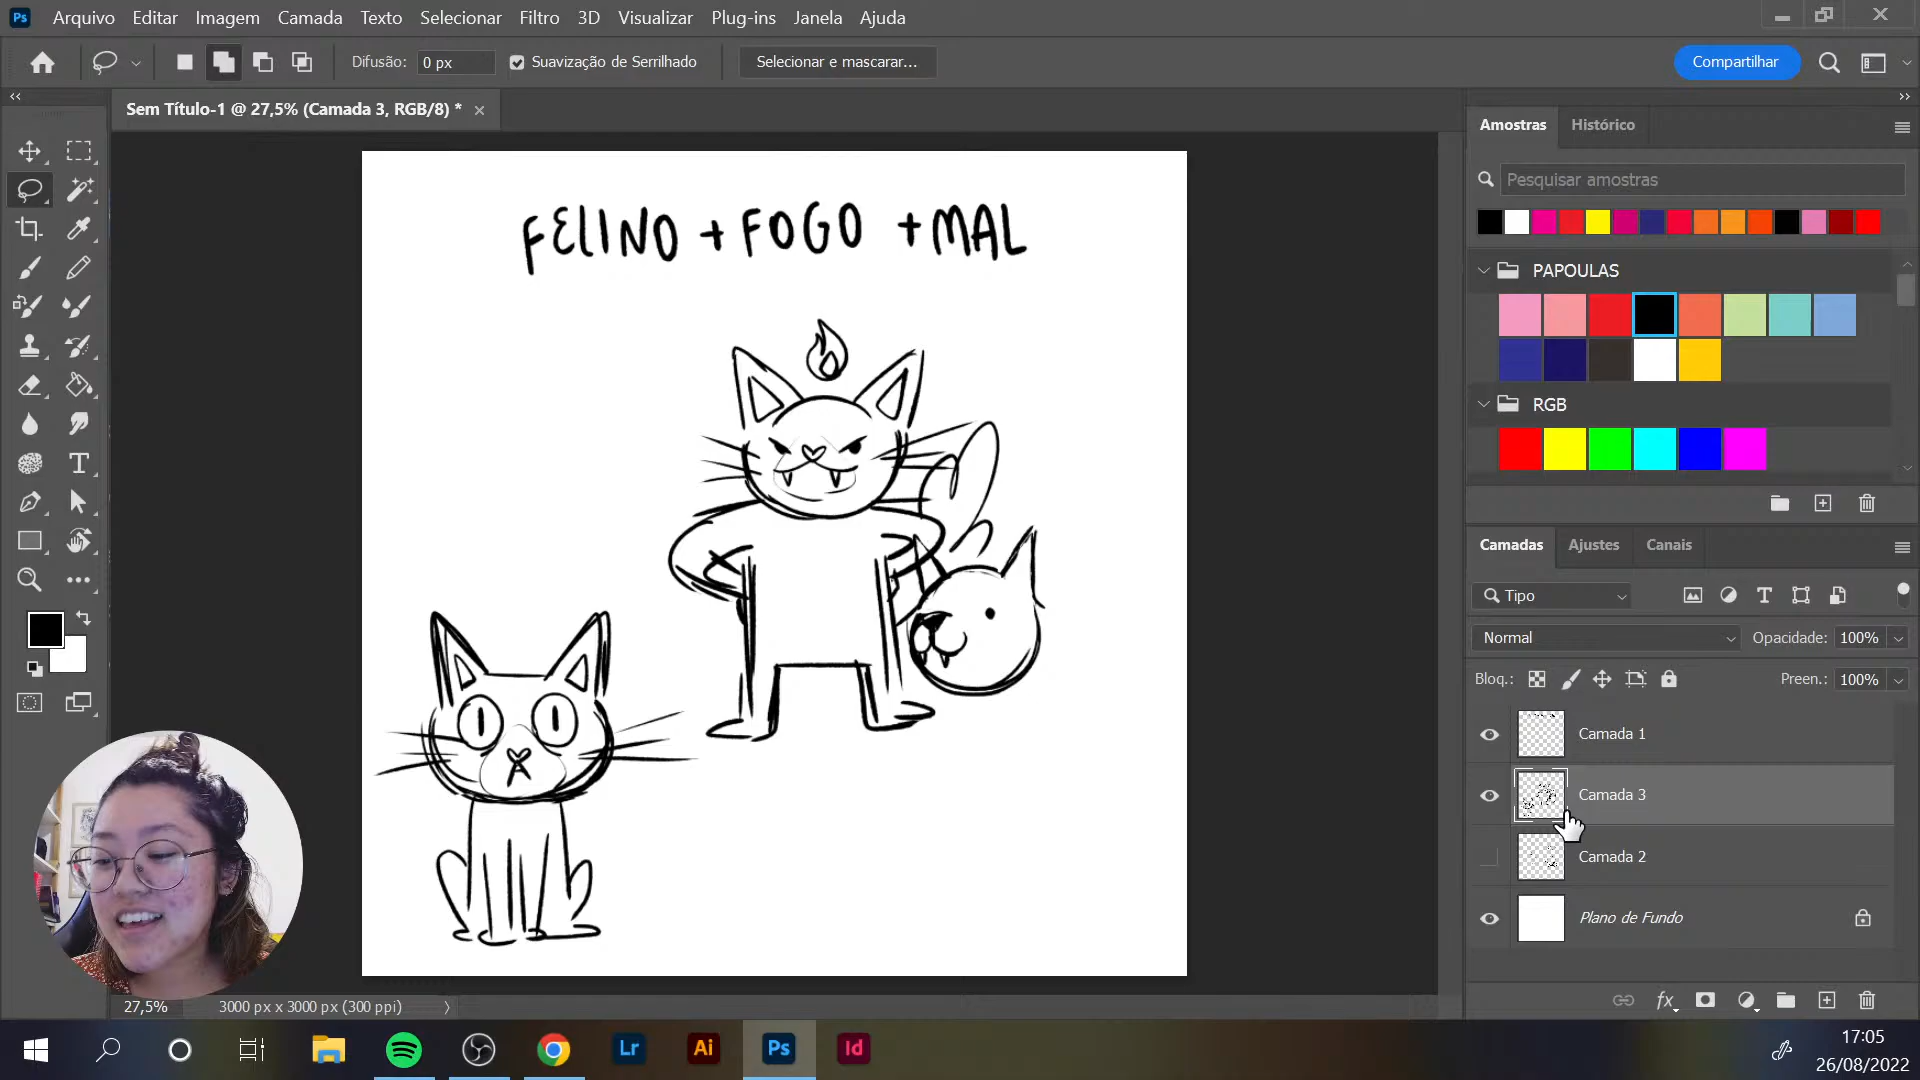 Ps Arquivo Editar Imagem Camada Texto Selecionar Filtro 3D Visualizar Plug-ins Janela Ajuda
Difusão: 0 px Suavização de Serrilhado Selecionar e mascarar... Compartilhar
Sem Título-1 @ 27,5% (Camada 3, RGB/8) *
Amostras Histórico
Pesquisar amostras
PAPOULAS
RGB
FELINO + FOGO + MAL
Camadas Ajustes Canais
Tipo
Normal Opacidade: 100%
Bloq.: Preen.: 100%
Camada 1
Camada 3
Camada 2
Plano de Fundo
27,5% 3000 px x 3000 px (300 ppi)
fx
Lr Ai Ps Id
17:05
26/08/2022